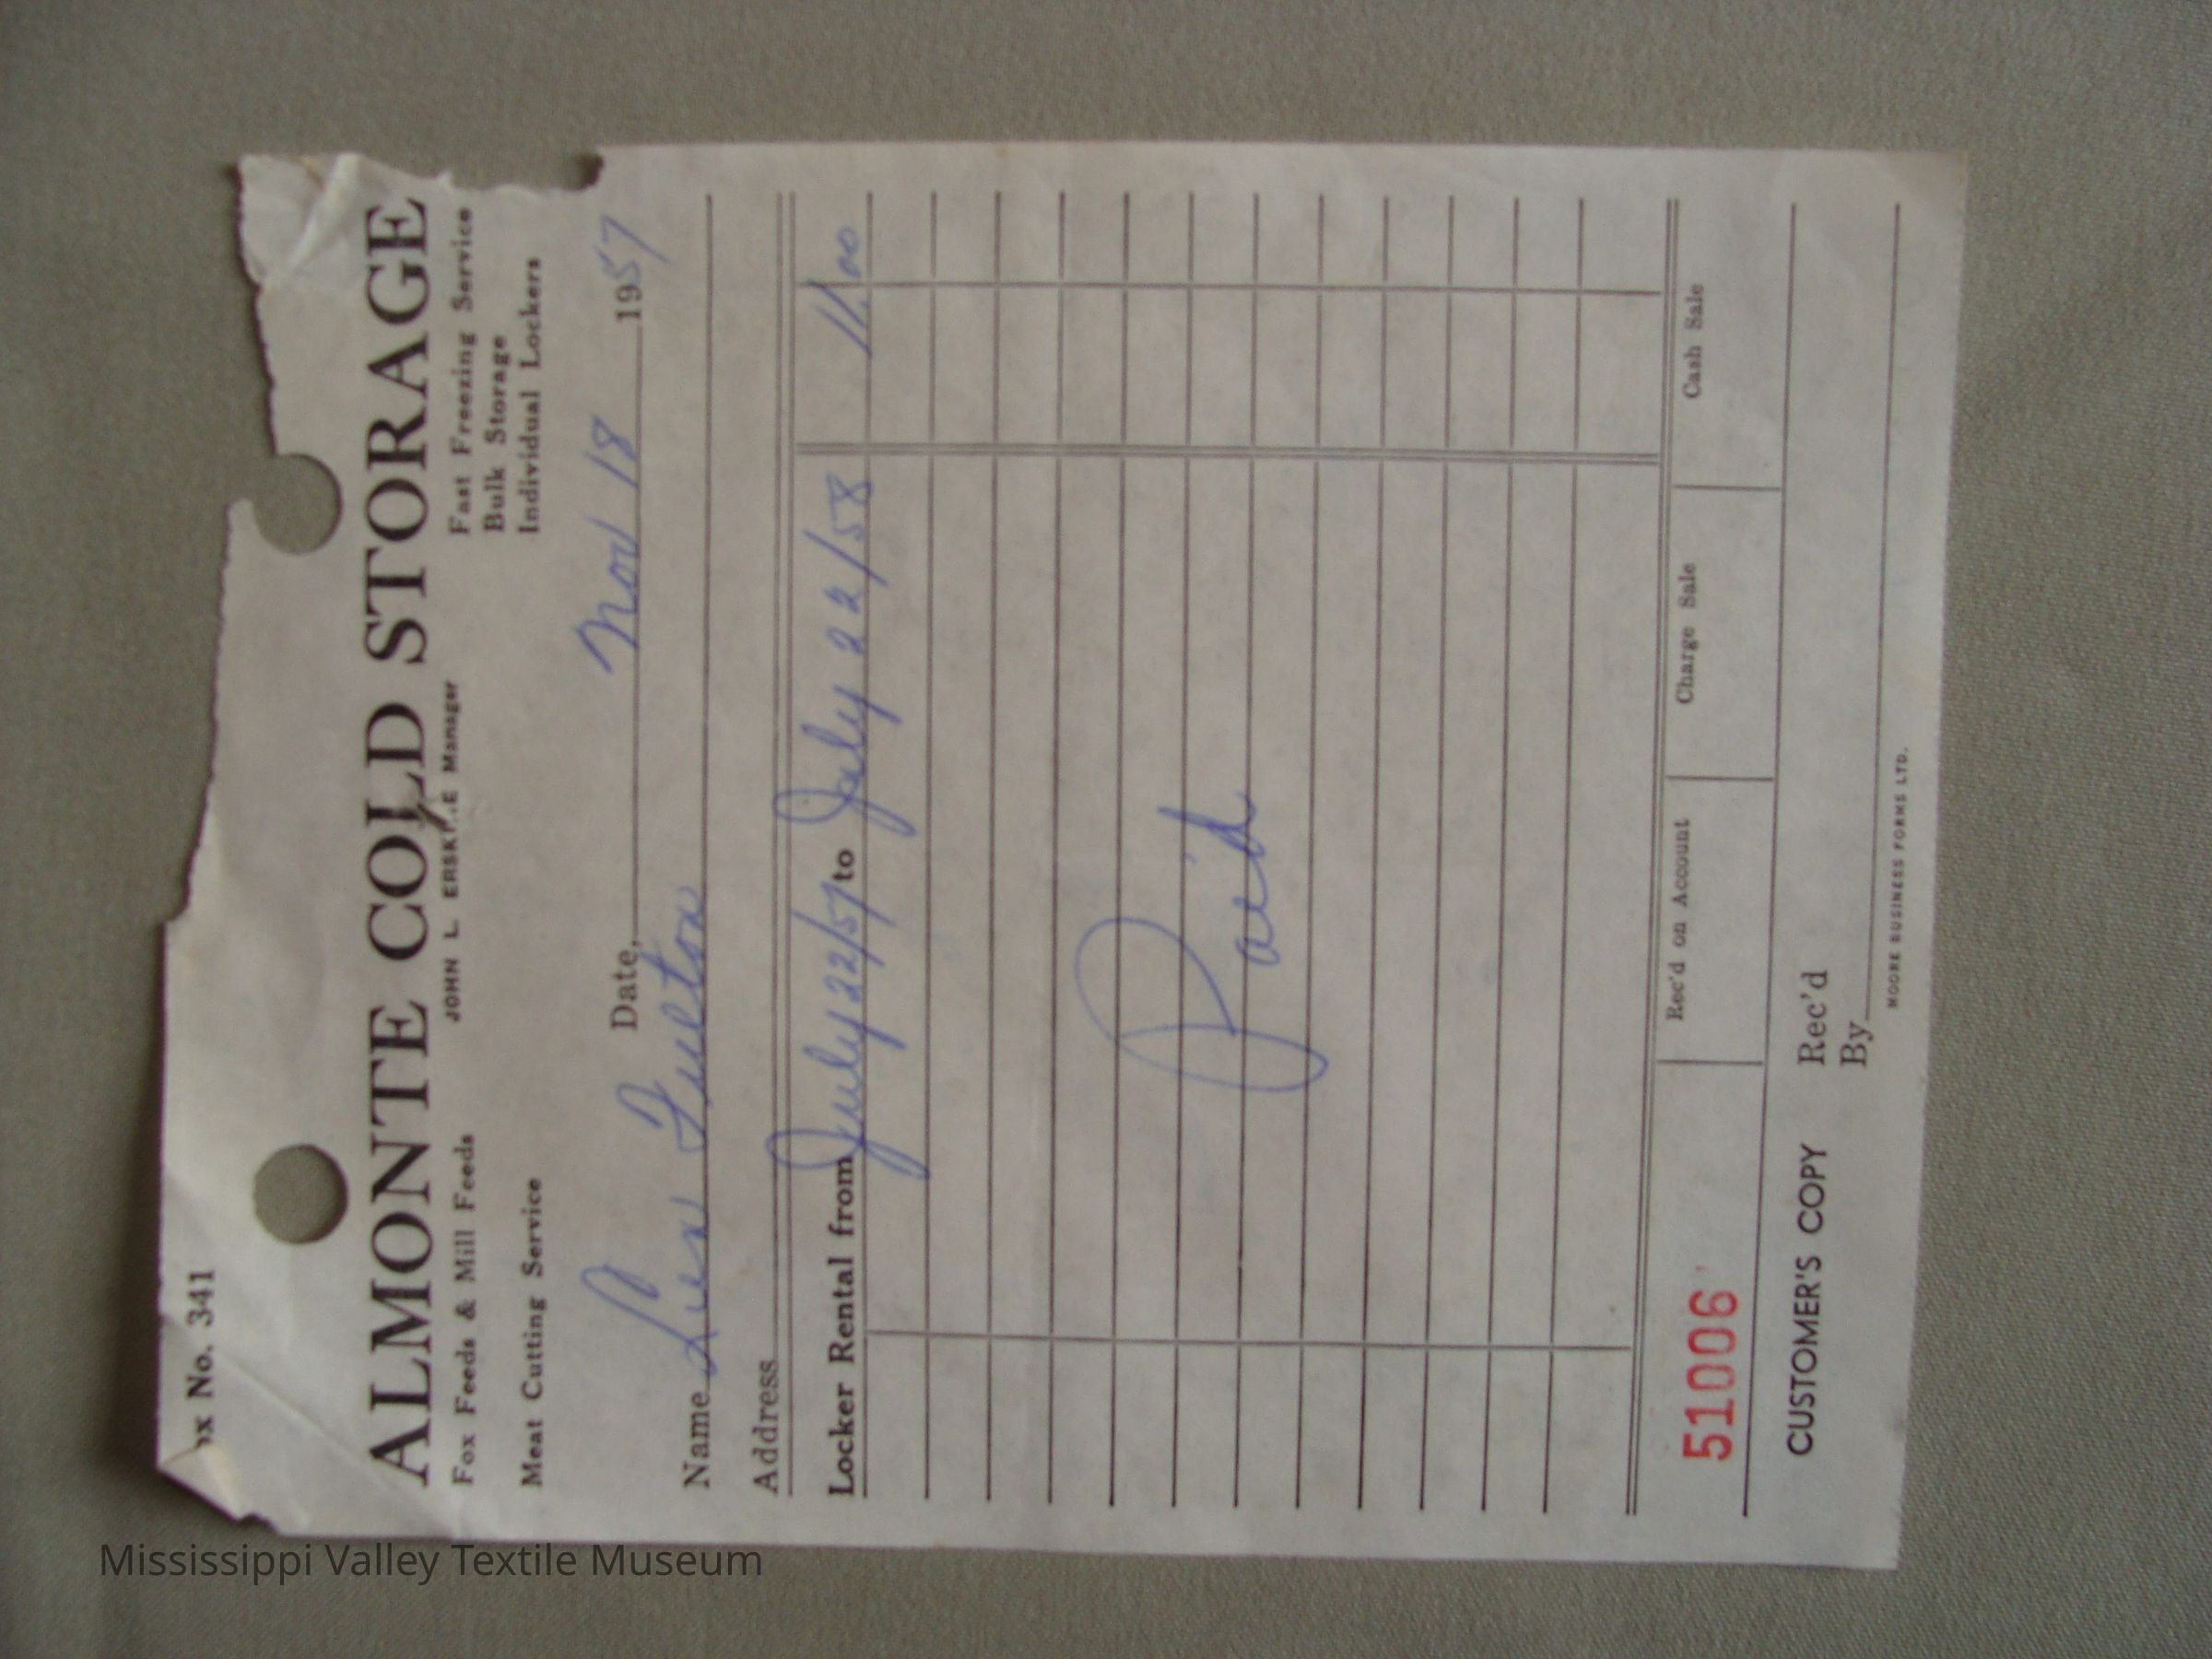 ox No. 341
ALMONTE COLD STORAGE
JOHN L. ERSKINE Manager
Fox Feeds & Mill Feeds
Fast Freezing Service
Bulk Storage
Meat Cutting Service
Individual Lockers
Date, Nov 18 1957
Name Len Fulton
Address
Locker Rental from July 22/57 to July 22/58 11.00
Paid
51006
Rec'd on Account
Charge Sale
Cash Sale
CUSTOMER'S COPY
Rec'd
By
MOORE BUSINESS FORMS LTD.
Mississippi Valley Textile Museum